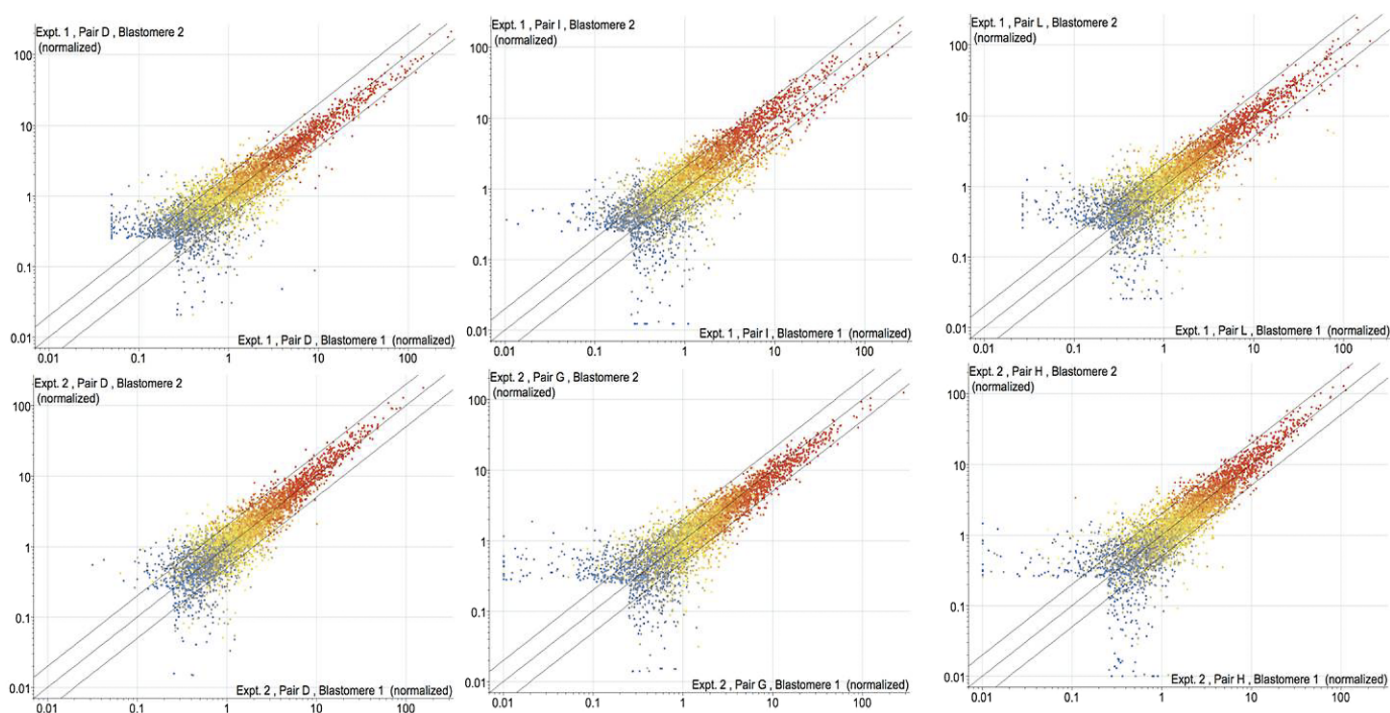 Expt. 1 , Pair D , Blastomere 2
(normalized)
100
10
1
0.1
0.01
Expt. 1 , Pair D , Blastomere 1 (normalized)
0.01 0.1 1 10 100
Expt. 1 , Pair I , Blastomere 2
(normalized)
100
10
1
0.1
0.01
Expt. 1 , Pair I , Blastomere 1 (normalized)
0.01 0.1 1 10 100
Expt. 1 , Pair L , Blastomere 2
(normalized)
100
10
1
0.1
0.01
Expt. 1 , Pair L , Blastomere 1 (normalized)
0.01 0.1 1 10 100
Expt. 2 , Pair D , Blastomere 2
(normalized)
100
10
1
0.1
0.01
Expt. 2 , Pair D , Blastomere 1 (normalized)
0.01 0.1 1 10 100
Expt. 2 , Pair G , Blastomere 2
(normalized)
100
10
1
0.1
0.01
Expt. 2 , Pair G , Blastomere 1 (normalized)
0.01 0.1 1 10 100
Expt. 2 , Pair H , Blastomere 2
(normalized)
100
10
1
0.1
0.01
Expt. 2 , Pair H , Blastomere 1 (normalized)
0.01 0.1 1 10 100